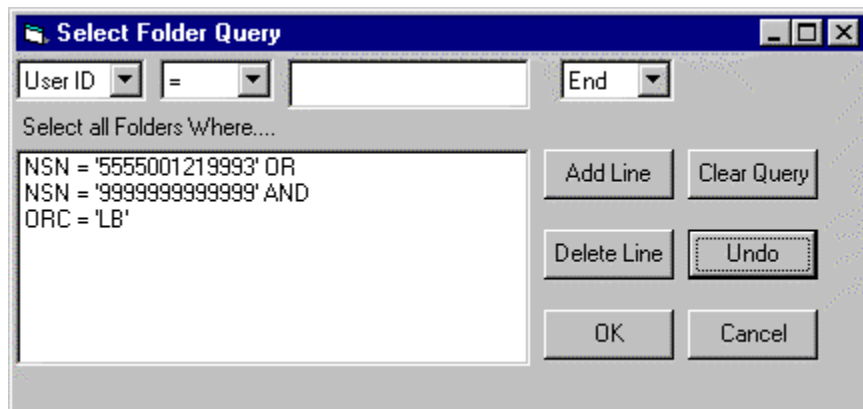 Select Folder Query
User ID = End
Select all Folders Where....
NSN = '5555001219993' OR
NSN = '9999999999999' AND
ORC = 'LB'
Add Line Clear Query
Delete Line Undo
OK Cancel